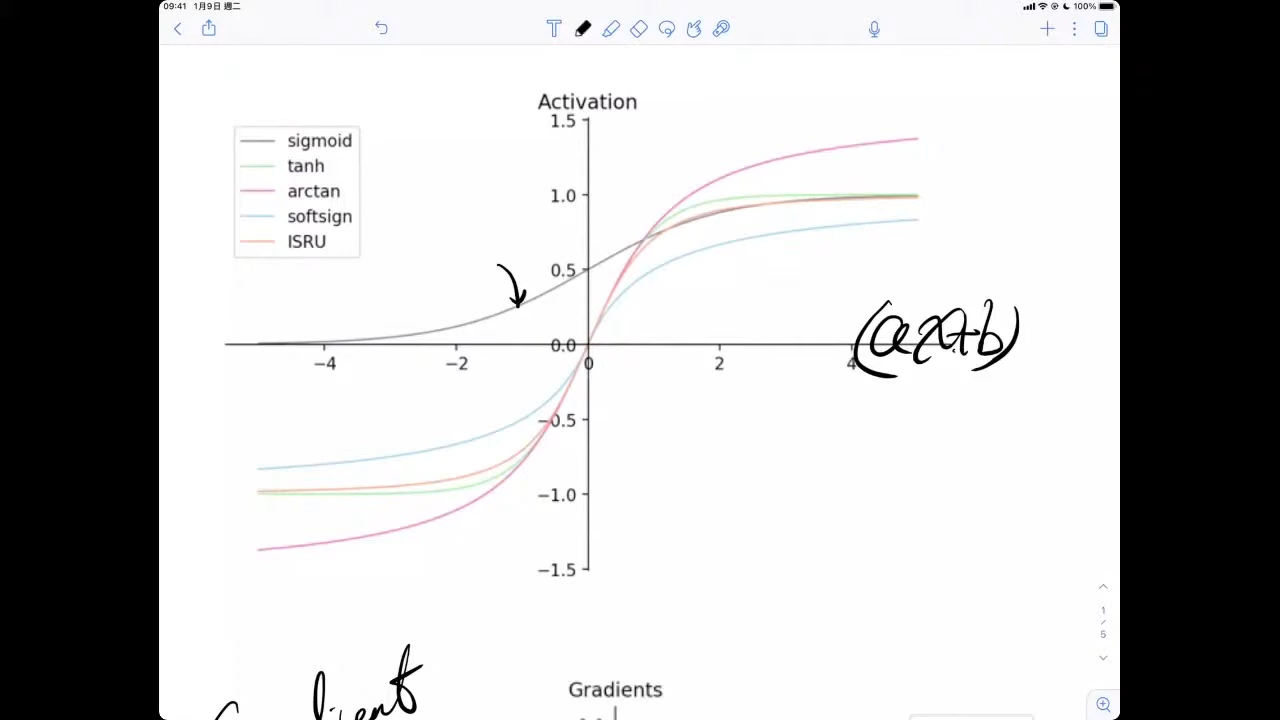 09:41 1月9日 週二 100%
Activation
1.5
sigmoid
tanh
arctan
softsign
ISRU
1.0
0.5
0.0
−4 −2 0 2 4
(ax+b)
−0.5
−1.0
−1.5
1
/
5
Gradient
Gradients